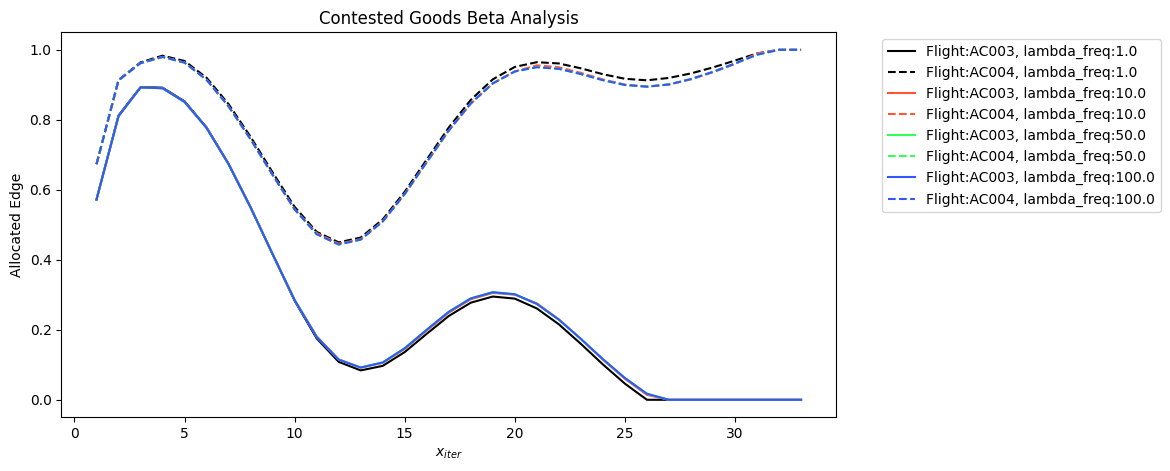 Contested Goods Beta Analysis
Allocated Edge
1.0
0.8
0.6
0.4
0.2
0.0
0 5 10 15 20 25 30
x_iter
Flight:AC003, lambda_freq:1.0
Flight:AC004, lambda_freq:1.0
Flight:AC003, lambda_freq:10.0
Flight:AC004, lambda_freq:10.0
Flight:AC003, lambda_freq:50.0
Flight:AC004, lambda_freq:50.0
Flight:AC003, lambda_freq:100.0
Flight:AC004, lambda_freq:100.0